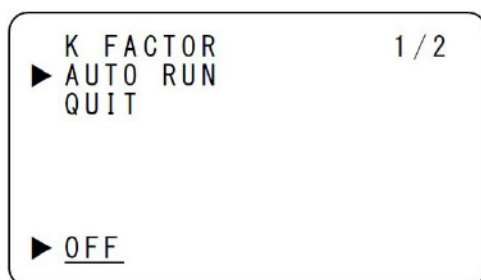 K FACTOR 1/2
▶ AUTO RUN
QUIT
▶ OFF